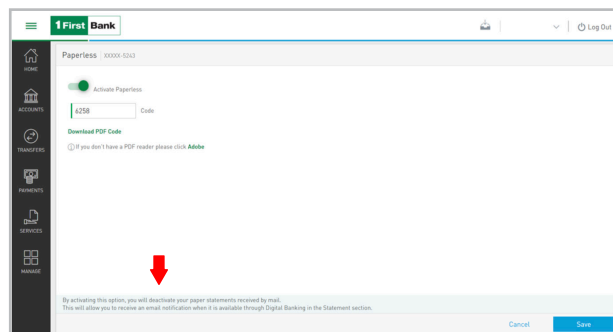 1 First Bank
Log Out
Paperless XXXXX-5243
HOME
Activate Paperless
6258 Code
ACCOUNTS
Download PDF Code
If you don't have a PDF reader please click Adobe
TRANSFERS
PAYMENTS
SERVICES
MANAGE
By activating this option, you will deactivate your paper statements received by mail.
This will allow you to receive an email notification when it is available through Digital Banking in the Statement section.
Cancel Save